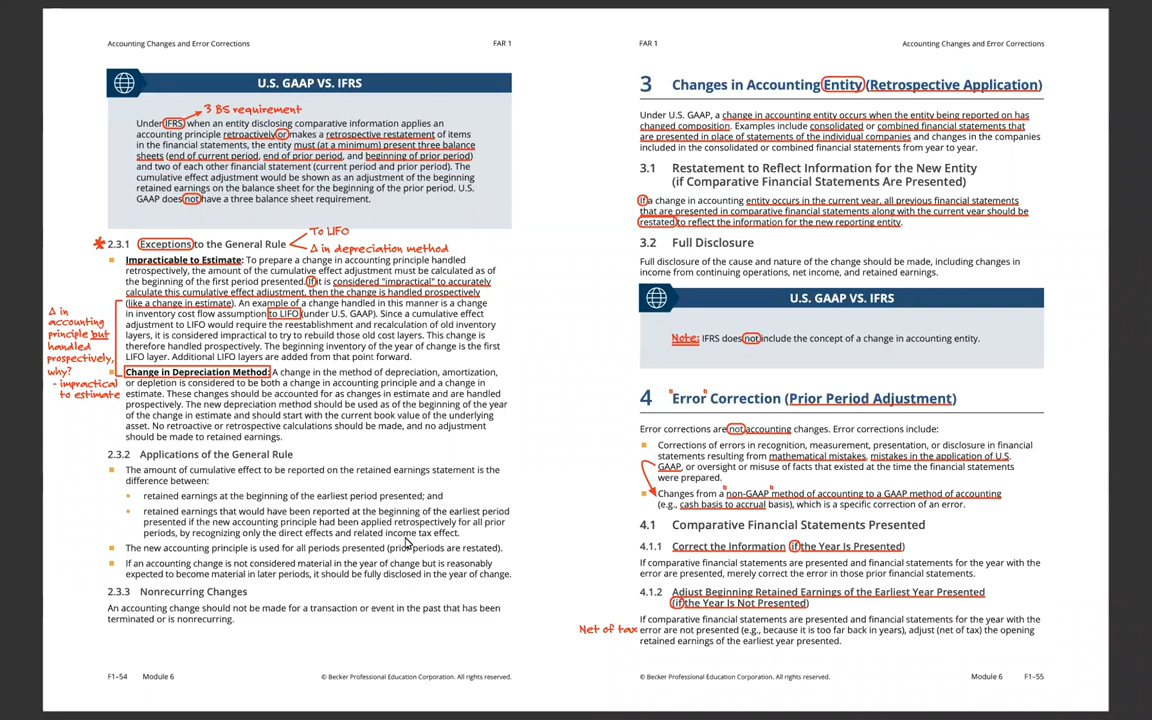 Accounting Changes and Error Corrections
FAR 1
U.S. GAAP VS. IFRS
3 BS requirement
Under IFRS when an entity disclosing comparative information applies an
accounting principle retroactively or makes a retrospective restatement of items
in the financial statements, the entity must (at a minimum) present three balance
sheets (end of current period, end of prior period, and beginning of prior period)
and two of each other financial statement (current period and prior period). The
cumulative effect adjustment would be shown as an adjustment of the beginning
retained earnings on the balance sheet for the beginning of the prior period. U.S.
GAAP does not have a three balance sheet requirement.
To LIFO
* 2.3.1 Exceptions to the General Rule
Δ in depreciation method
Impracticable to Estimate: To prepare a change in accounting principle handled
retrospectively, the amount of the cumulative effect adjustment must be calculated as of
the beginning of the first period presented. If it is considered "impractical" to accurately
calculate this cumulative effect adjustment, then the change is handled prospectively
(like a change in estimate). An example of a change handled in this manner is a change
in inventory cost flow assumption to LIFO (under U.S. GAAP). Since a cumulative effect
adjustment to LIFO would require the reestablishment and recalculation of old inventory
layers, it is considered impractical to try to rebuild those old cost layers. This change is
therefore handled prospectively. The beginning inventory of the year of change is the first
LIFO layer. Additional LIFO layers are added from that point forward.
Δ in
accounting
principle but
handled
prospectively,
why?
- impractical
to estimate
Change in Depreciation Method: A change in the method of depreciation, amortization,
or depletion is considered to be both a change in accounting principle and a change in
estimate. These changes should be accounted for as changes in estimate and are handled
prospectively. The new depreciation method should be used as of the beginning of the year
of the change in estimate and should start with the current book value of the underlying
asset. No retroactive or retrospective calculations should be made, and no adjustment
should be made to retained earnings.
2.3.2 Applications of the General Rule
The amount of cumulative effect to be reported on the retained earnings statement is the
difference between:
retained earnings at the beginning of the earliest period presented; and
retained earnings that would have been reported at the beginning of the earliest period
presented if the new accounting principle had been applied retrospectively for all prior
periods, by recognizing only the direct effects and related income tax effect.
The new accounting principle is used for all periods presented (prior periods are restated).
If an accounting change is not considered material in the year of change but is reasonably
expected to become material in later periods, it should be fully disclosed in the year of change.
2.3.3 Nonrecurring Changes
An accounting change should not be made for a transaction or event in the past that has been
terminated or is nonrecurring.
F1–54 Module 6
© Becker Professional Education Corporation. All rights reserved.
FAR 1
Accounting Changes and Error Corrections
3 Changes in Accounting Entity (Retrospective Application)
Under U.S. GAAP, a change in accounting entity occurs when the entity being reported on has
changed composition. Examples include consolidated or combined financial statements that
are presented in place of statements of the individual companies and changes in the companies
included in the consolidated or combined financial statements from year to year.
3.1 Restatement to Reflect Information for the New Entity
(if Comparative Financial Statements Are Presented)
If a change in accounting entity occurs in the current year, all previous financial statements
that are presented in comparative financial statements along with the current year should be
restated to reflect the information for the new reporting entity.
3.2 Full Disclosure
Full disclosure of the cause and nature of the change should be made, including changes in
income from continuing operations, net income, and retained earnings.
U.S. GAAP VS. IFRS
Note: IFRS does not include the concept of a change in accounting entity.
4 "Error" Correction (Prior Period Adjustment)
Error corrections are not accounting changes. Error corrections include:
Corrections of errors in recognition, measurement, presentation, or disclosure in financial
statements resulting from mathematical mistakes, mistakes in the application of U.S.
GAAP, or oversight or misuse of facts that existed at the time the financial statements
were prepared.
Changes from a "non-GAAP" method of accounting to a GAAP method of accounting
(e.g., cash basis to accrual basis), which is a specific correction of an error.
4.1 Comparative Financial Statements Presented
4.1.1 Correct the Information (if the Year Is Presented)
If comparative financial statements are presented and financial statements for the year with the
error are presented, merely correct the error in those prior financial statements.
4.1.2 Adjust Beginning Retained Earnings of the Earliest Year Presented
(if the Year Is Not Presented)
If comparative financial statements are presented and financial statements for the year with the
Net of tax
error are not presented (e.g., because it is too far back in years), adjust (net of tax) the opening
retained earnings of the earliest year presented.
© Becker Professional Education Corporation. All rights reserved.
Module 6 F1–55